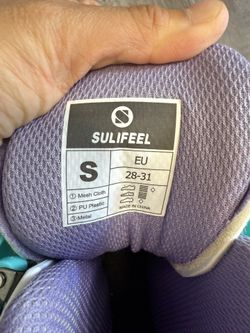 SULIFEEL
S
EU
28-31
① Mesh Cloth
② PU Plastic
③ Metal
MADE IN CHINA